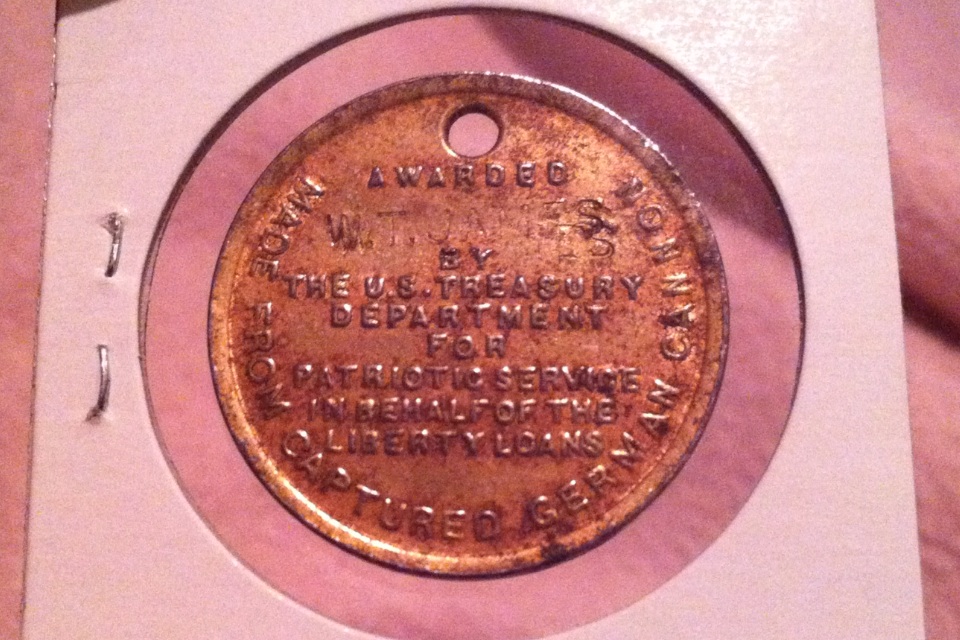 AWARDED
W.T. JAMES
BY
THE U.S. TREASURY
DEPARTMENT
FOR
PATRIOTIC SERVICE
IN BEHALF OF THE
LIBERTY LOANS
MADE FROM CAPTURED GERMAN CANNON